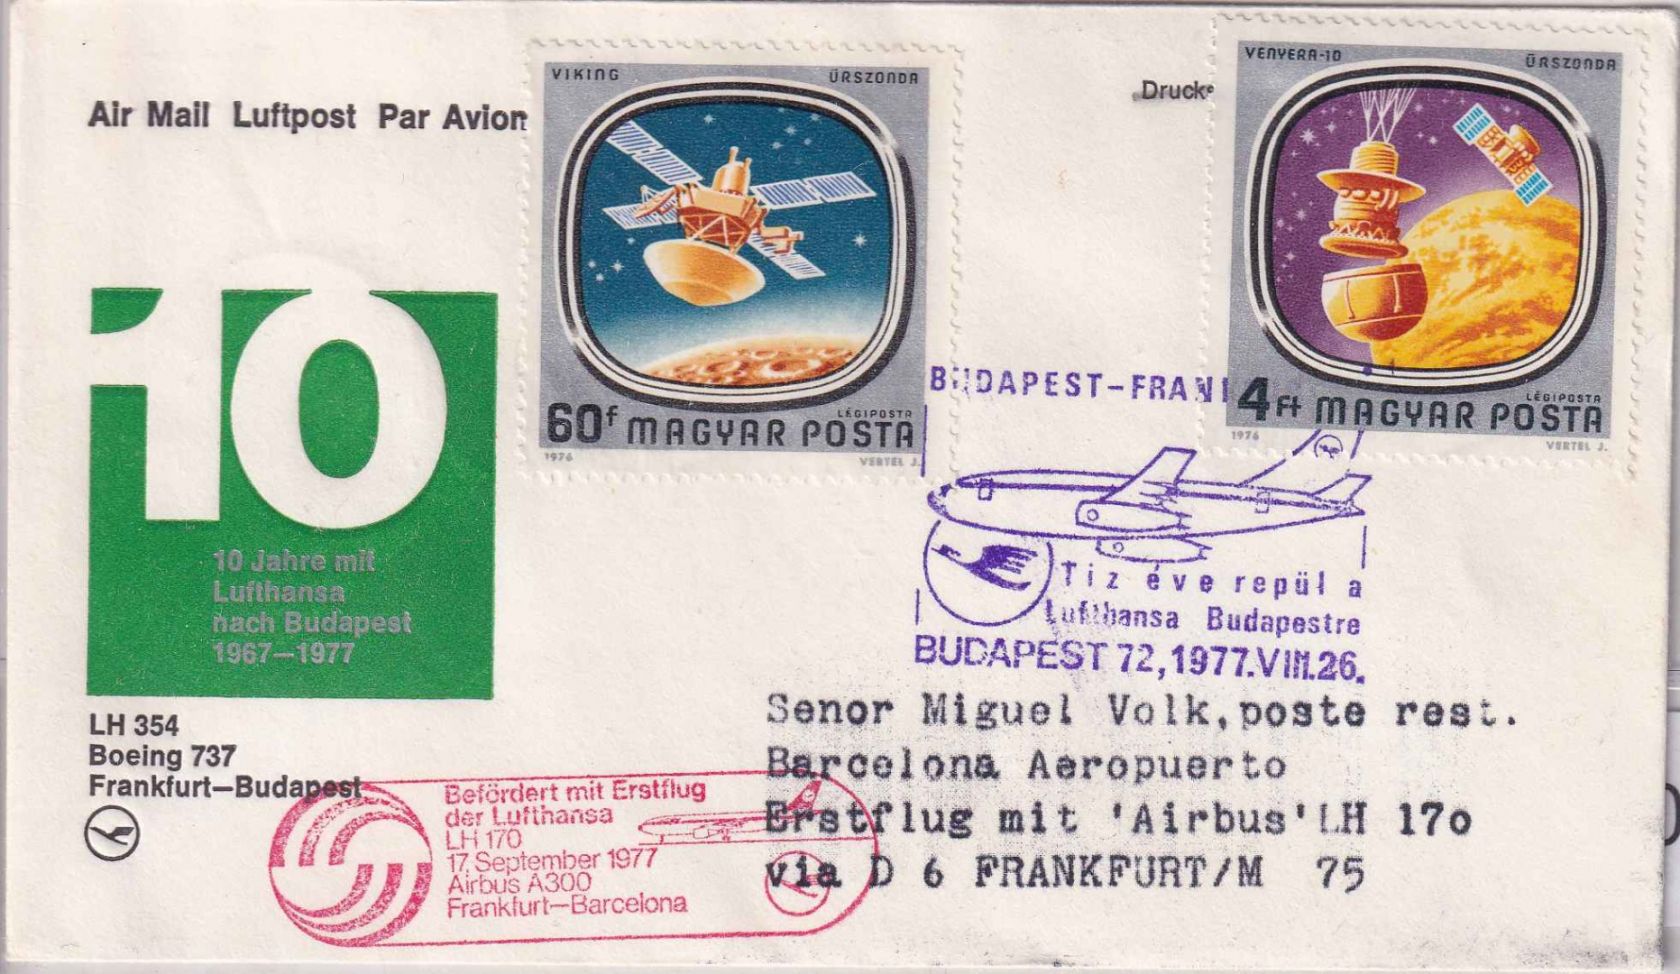 Air Mail Luftpost Par Avion
VIKING ŰRSZONDA
60f MAGYAR POSTA
LÉGIPOSTA
1976 VERTEL J.
VENYERA-10 ŰRSZONDA
4Ft MAGYAR POSTA
LÉGIPOSTA
1976 VERTEL J.
10
10 Jahre mit
Lufthansa
nach Budapest
1967–1977
LH 354
Boeing 737
Frankfurt–Budapest
Tíz éve repül a
Lufthansa Budapestre
BUDAPEST 72, 1977.VIII.26.
Senor Miguel Volk,poste rest.
Barcelona Aeropuerto
Erstflug mit 'Airbus'LH 17o
via D 6 FRANKFURT/M 75
Befördert mit Erstflug
der Lufthansa
LH 170
17. September 1977
Airbus A300
Frankfurt–Barcelona